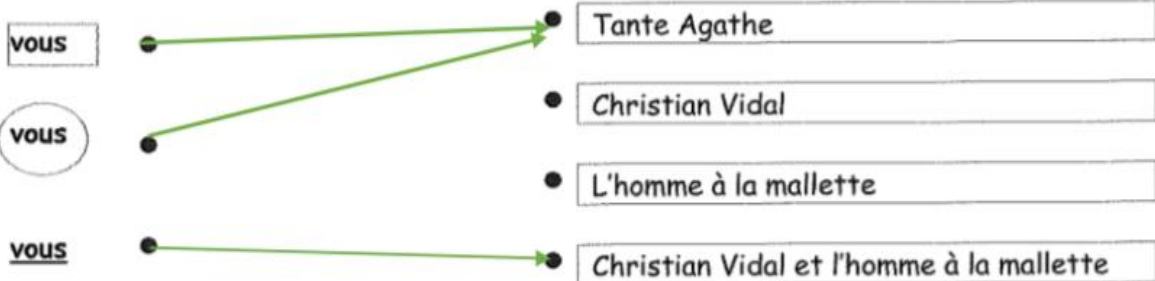 vous
Tante Agathe
Christian Vidal
vous
L'homme à la mallette
vous
Christian Vidal et l'homme à la mallette